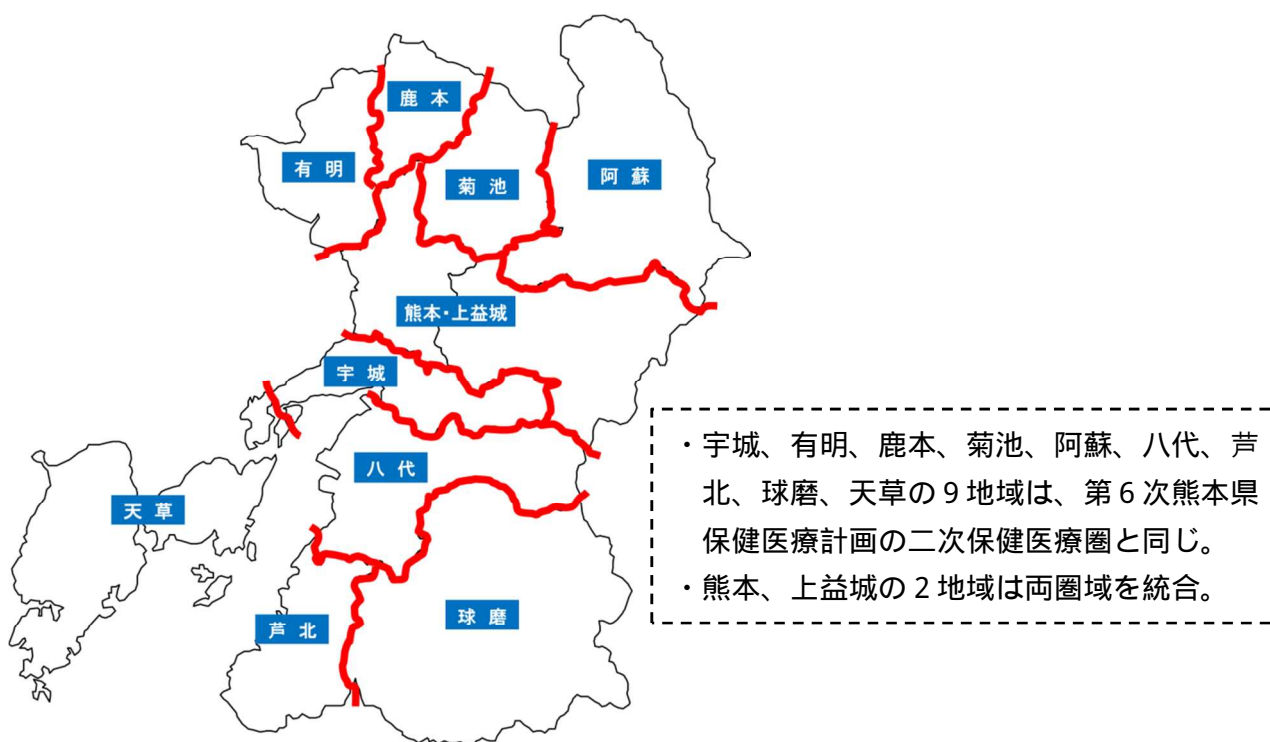 鹿本
有明
菊池
阿蘇
熊本・上益城
宇城
八代
天草
芦北
球磨
・宇城、有明、鹿本、菊池、阿蘇、八代、芦
北、球磨、天草の9地域は、第6次熊本県
保健医療計画の二次保健医療圏と同じ。
・熊本、上益城の2地域は両圏域を統合。